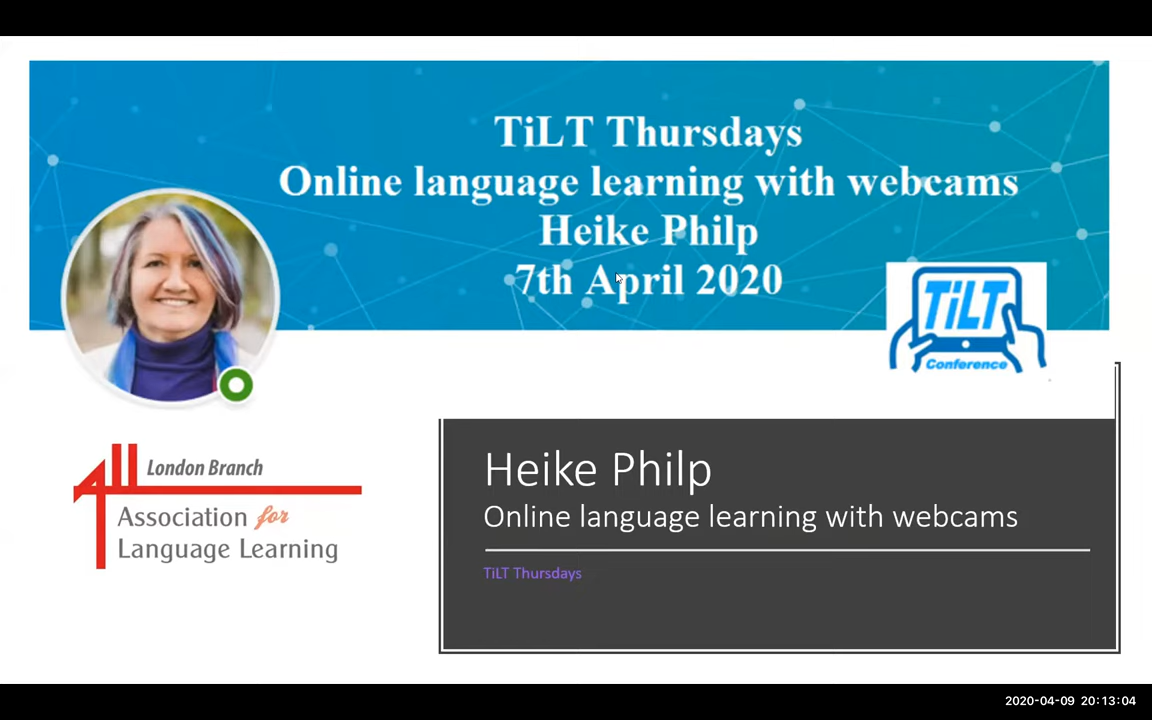 TiLT Thursdays
Online language learning with webcams
Heike Philp
7th April 2020
TiLT
Conference
London Branch
Association for
Language Learning
Heike Philp
Online language learning with webcams
TiLT Thursdays
2020-04-09 20:13:04